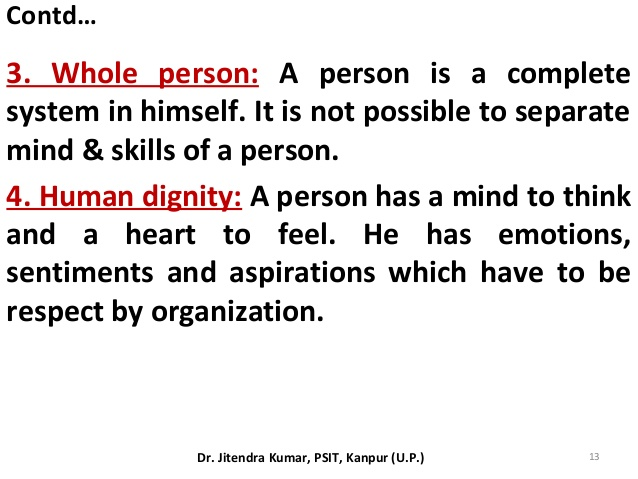 Contd...
3. Whole person: A person is a complete
system in himself. It is not possible to separate
mind & skills of a person.
4. Human dignity: A person has a mind to think
and a heart to feel. He has emotions,
sentiments and aspirations which have to be
respect by organization.
Dr. Jitendra Kumar, PSIT, Kanpur (U.P.)
13